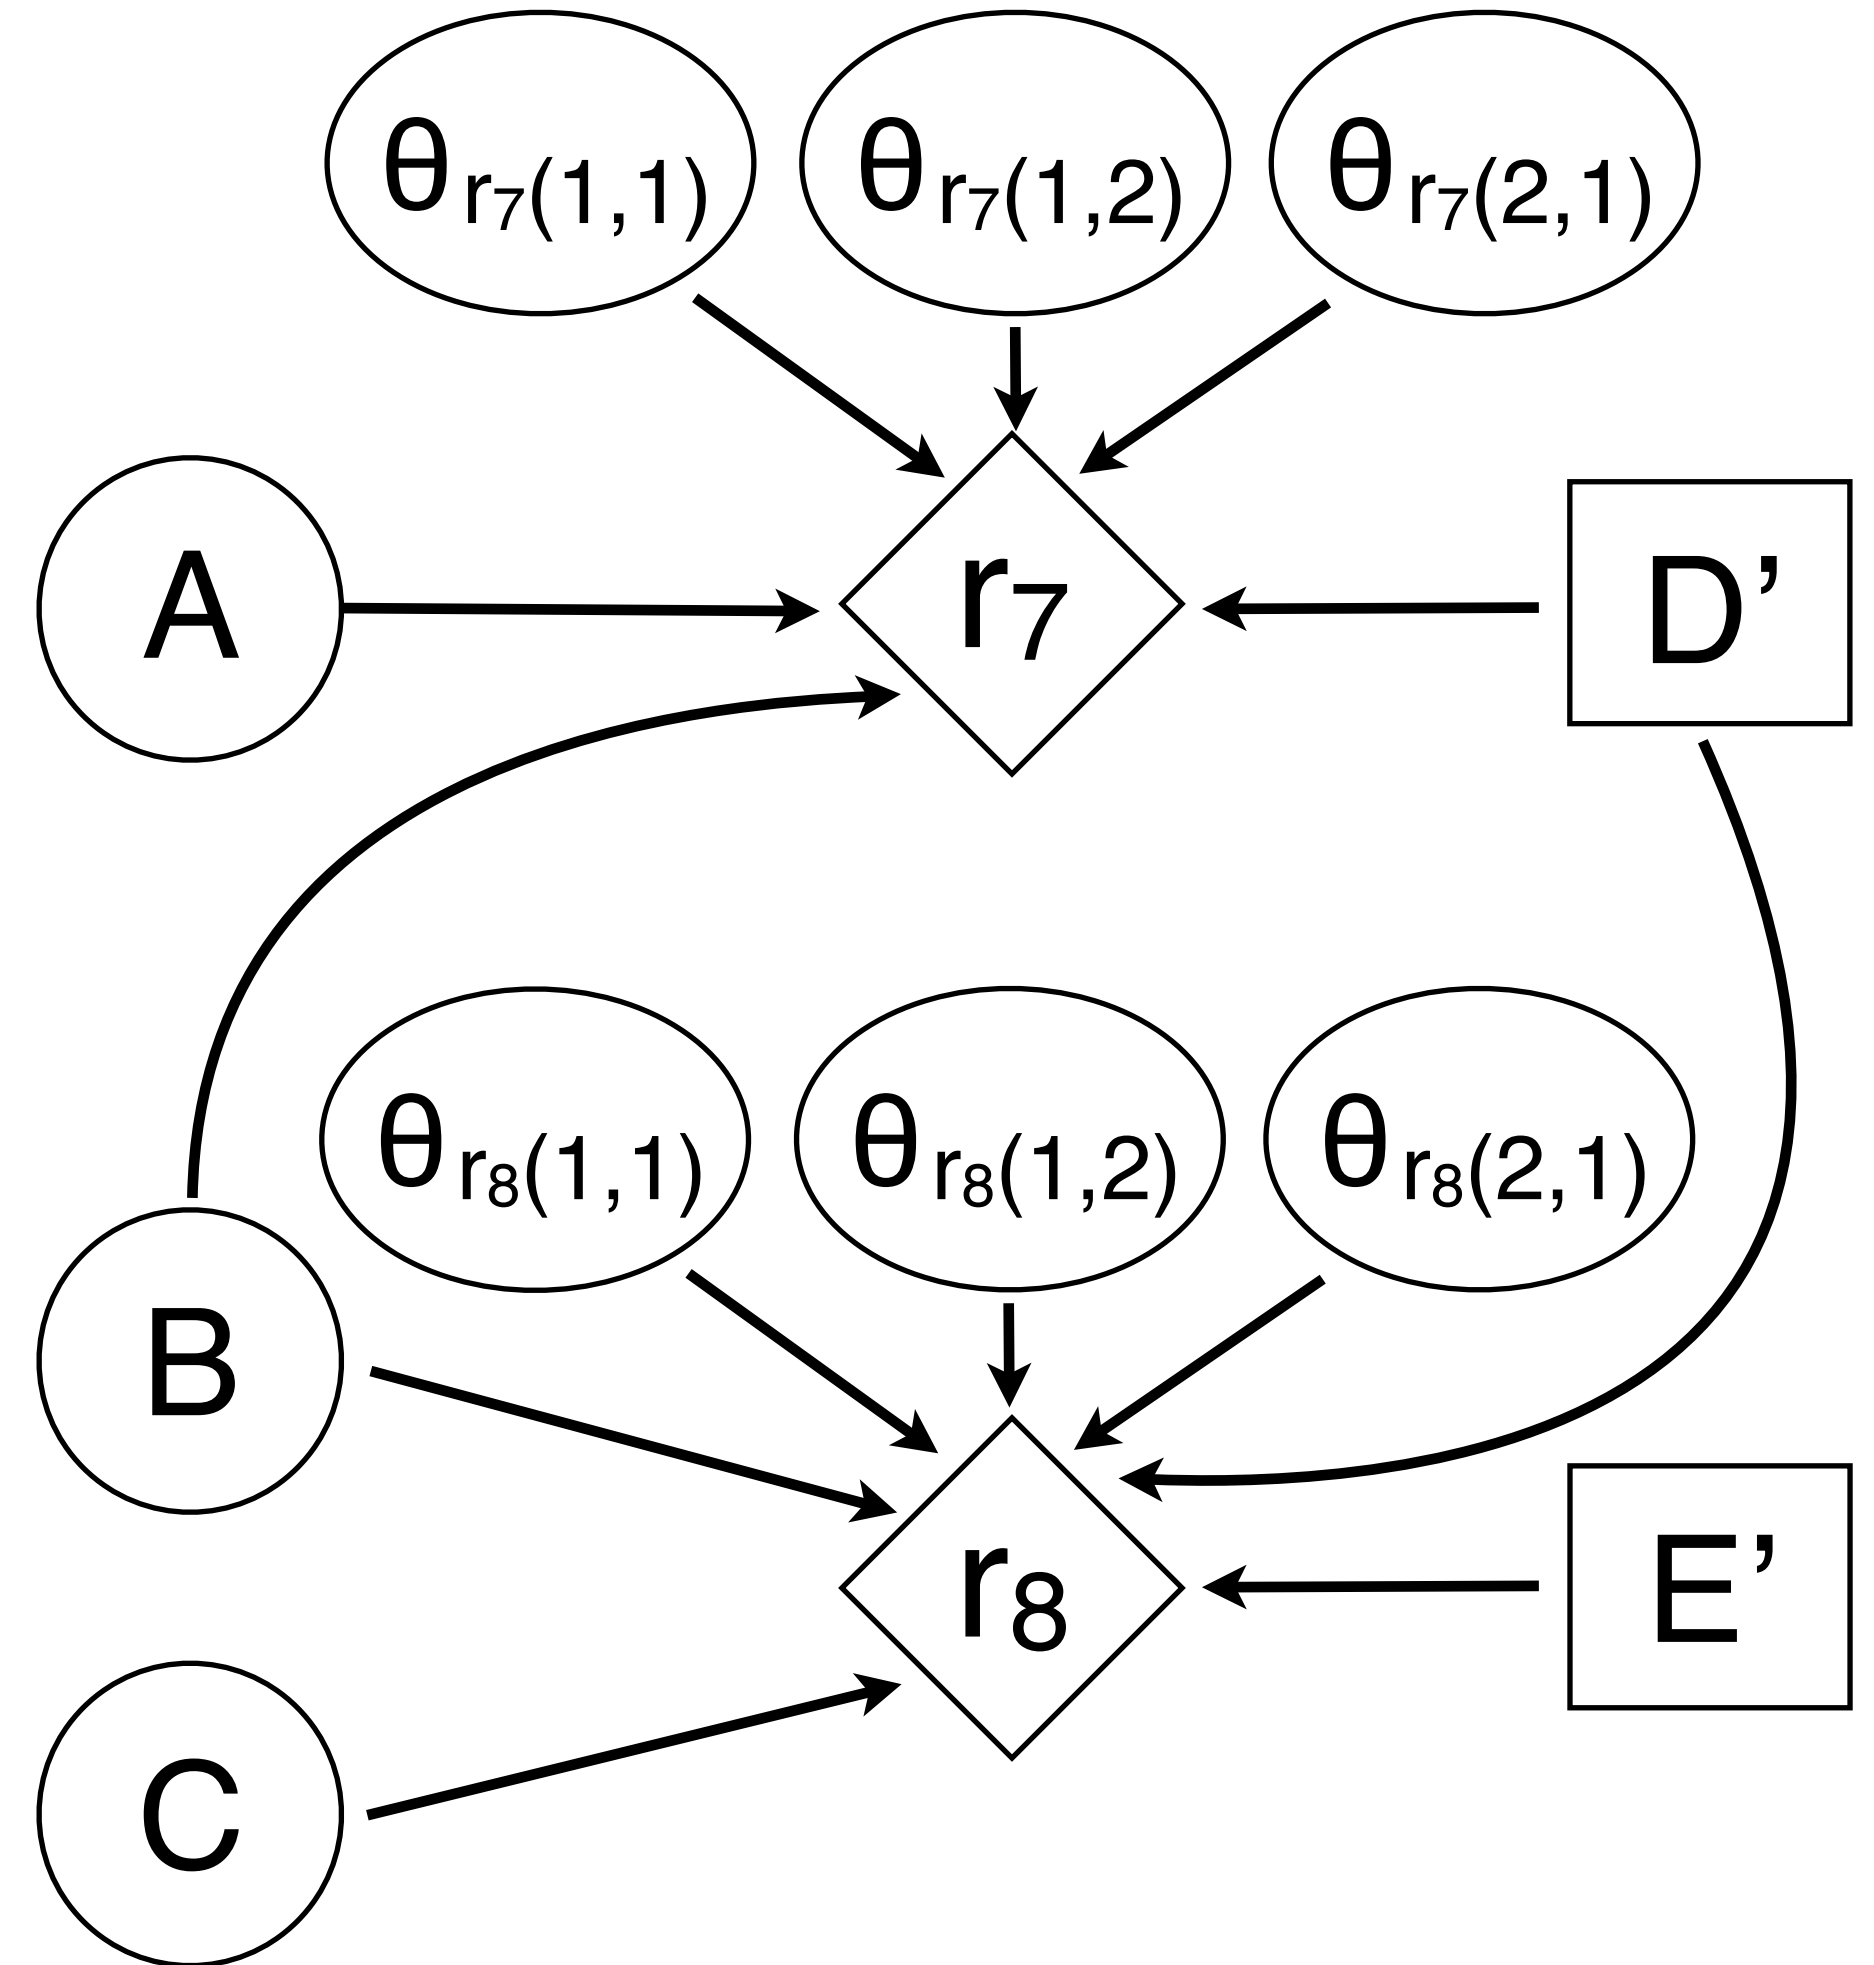 θr₇(1,1) θr₇(1,2) θr₇(2,1)
A r₇ D’
θr₈(1,1) θr₈(1,2) θr₈(2,1)
B
r₈ E’
C